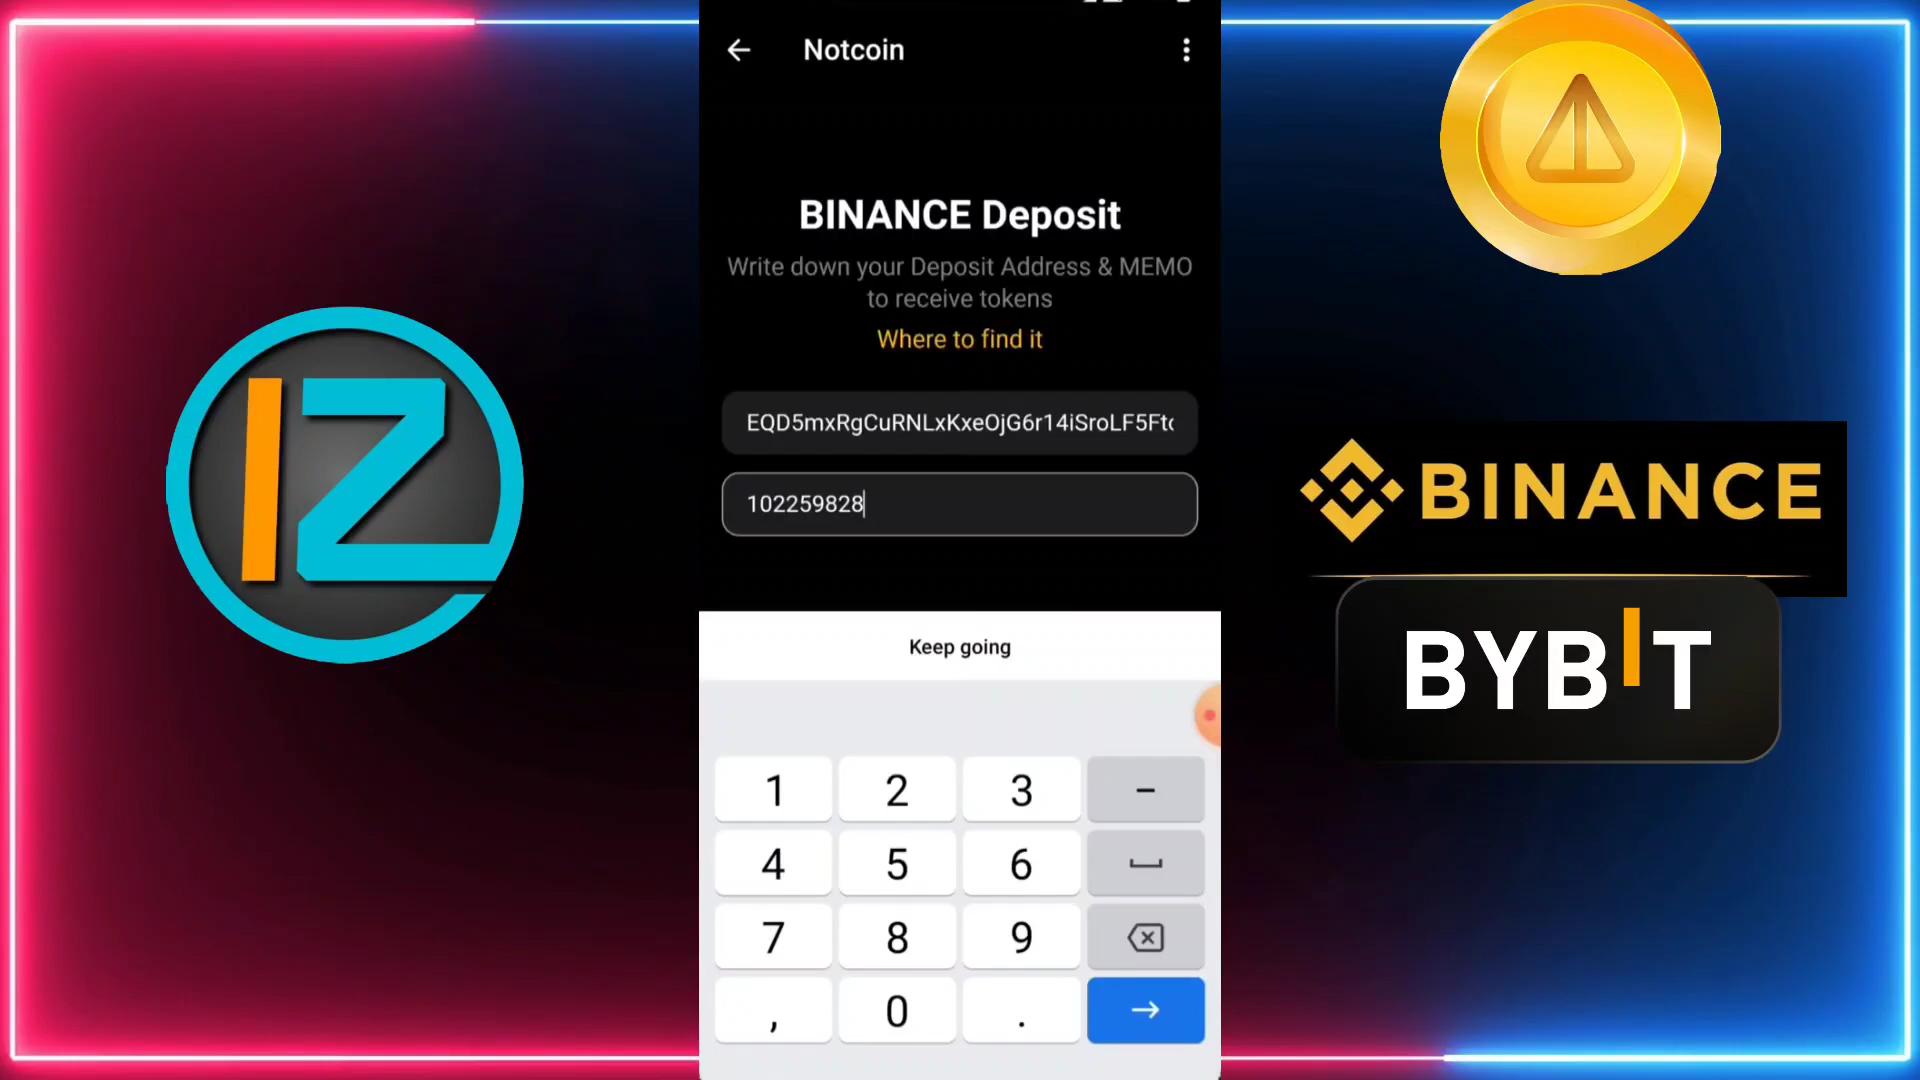 Notcoin
BINANCE Deposit
Write down your Deposit Address & MEMO
to receive tokens
Where to find it
EQD5mxRgCuRNLxKxeOjG6r14iSroLF5Ft
102259828
Keep going
1 2 3 -
4 5 6
7 8 9
, 0 .
IZ
BINANCE
BYBIT